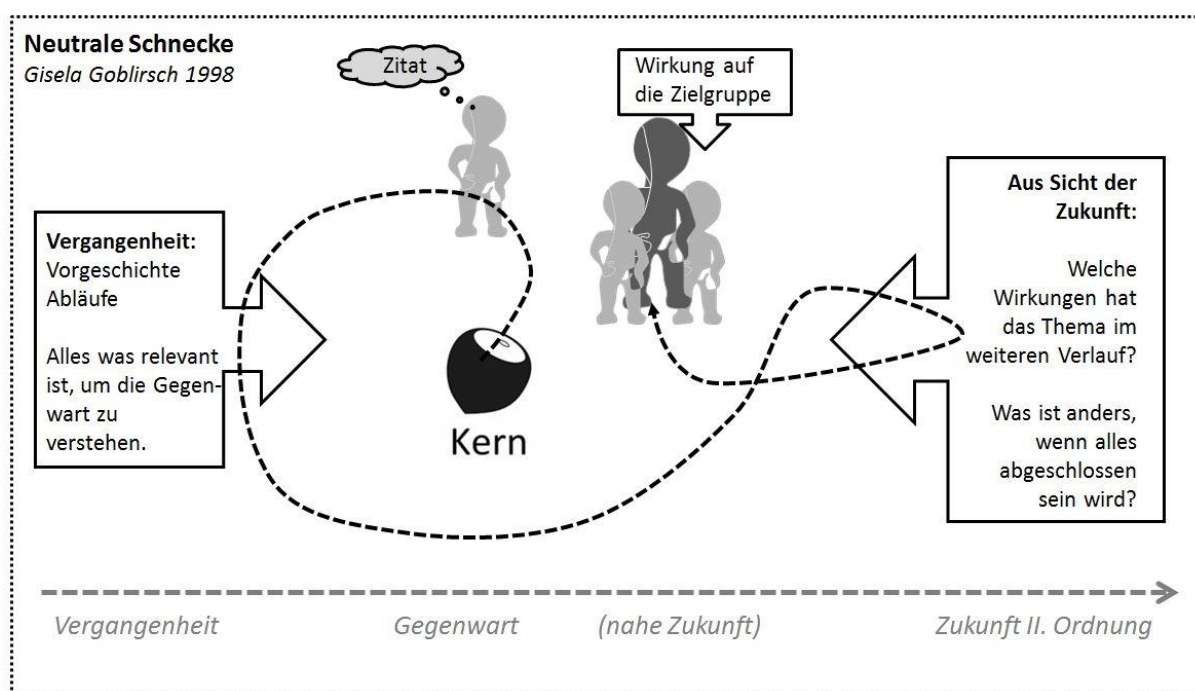 Neutrale Schnecke
Gisela Goblirsch 1998
Zitat
Wirkung auf
die Zielgruppe
Vergangenheit:
Vorgeschichte
Abläufe
Alles was relevant
ist, um die Gegen-
wart zu
verstehen.
Kern
Aus Sicht der
Zukunft:
Welche
Wirkungen hat
das Thema im
weiteren Verlauf?
Was ist anders,
wenn alles
abgeschlossen
sein wird?
Vergangenheit
Gegenwart
(nahe Zukunft)
Zukunft II. Ordnung